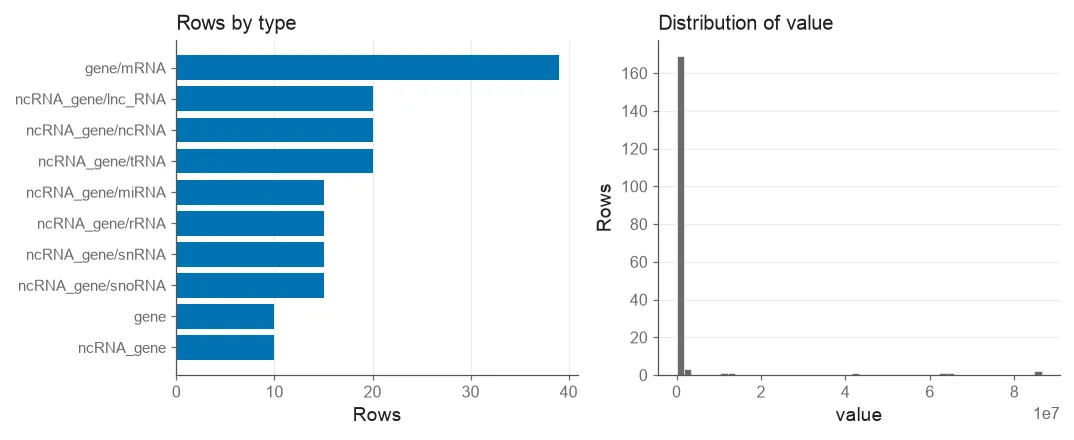 Rows by type
gene/mRNA
ncRNA_gene/lnc_RNA
ncRNA_gene/ncRNA
ncRNA_gene/tRNA
ncRNA_gene/miRNA
ncRNA_gene/rRNA
ncRNA_gene/snRNA
ncRNA_gene/snoRNA
gene
ncRNA_gene
0 10 20 30 40
Rows
Distribution of value
160
140
120
100
80
60
40
20
0
Rows
0 2 4 6 8
1e7
value